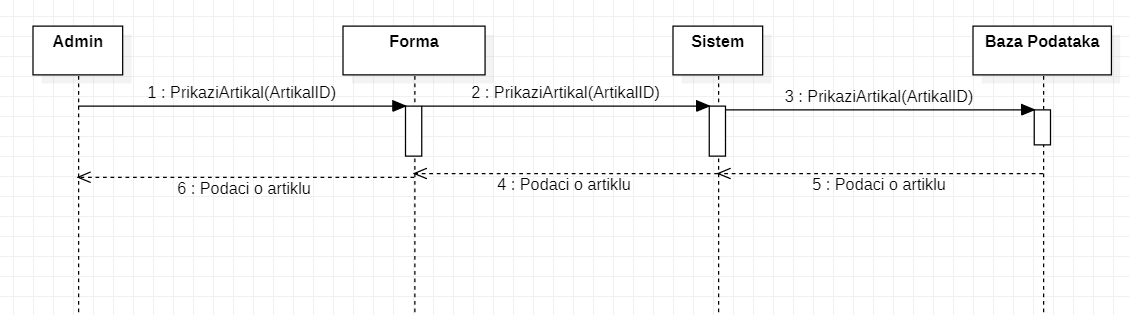 Admin
Forma
Sistem
Baza Podataka
1 : PrikaziArtikal(ArtikalID)
2 : PrikaziArtikal(ArtikalID)
3 : PrikaziArtikal(ArtikalID)
6 : Podaci o artiklu
4 : Podaci o artiklu
5 : Podaci o artiklu